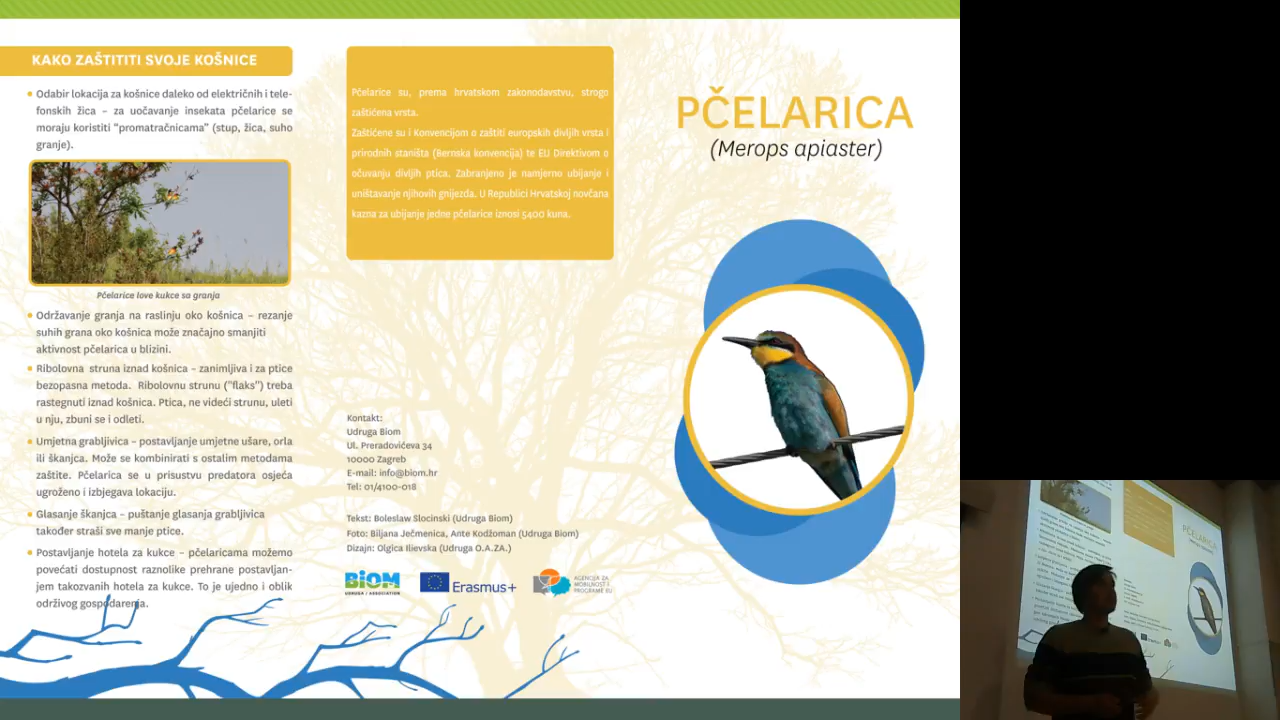 KAKO ZAŠTITITI SVOJE KOŠNICE
Odabir lokacija za košnice daleko od električnih i tele-
fonskih žica – za uočavanje insekata pčelarice se
moraju koristiti “promatračnicama” (stup, žica, suho
granje).
Pčelarice love kukce sa granja
Održavanje granja na raslinju oko košnica – rezanje
suhih grana oko košnica može značajno smanjiti
aktivnost pčelarica u blizini.
Ribolovna struna iznad košnica – zanimljiva i za ptice
bezopasna metoda. Ribolovnu strunu (“flaks”) treba
rastegnuti iznad košnica. Ptica, ne videći strunu, uleti
u nju, zbuni se i odleti.
Umjetna grabljivica – postavljanje umjetne ušare, orla
ili škanjca. Može se kombinirati s ostalim metodama
zaštite. Pčelarica se u prisustvu predatora osjeća
ugroženo i izbjegava lokaciju.
Glasanje škanjca – puštanje glasanja grabljivica
također straši sve manje ptice.
Postavljanje hotela za kukce – pčelaricama možemo
povećati dostupnost raznolike prehrane postavljan-
jem takozvanih hotela za kukce. To je ujedno i oblik
održivog gospodarenja.
Pčelarice su, prema hrvatskom zakonodavstvu, strogo
zaštićena vrsta.
Zaštićene su i Konvencijom o zaštiti europskih divljih vrsta i
prirodnih staništa (Bernska konvencija) te EU Direktivom o
očuvanju divljih ptica. Zabranjeno je namjerno ubijanje i
uništavanje njihovih gnijezda. U Republici Hrvatskoj novčana
kazna za ubijanje jedne pčelarice iznosi 5400 kuna.
Kontakt:
Udruga Biom
Ul. Preradovićeva 34
10000 Zagreb
E-mail: info@biom.hr
Tel: 01/4100-018
Tekst: Boleslaw Slocinski (Udruga Biom)
Foto: Biljana Ječmenica, Ante Kodžoman (Udruga Biom)
Dizajn: Olgica Ilievska (Udruga O.A.ZA.)
BIOM
UDRUGA / ASSOCIATION
Erasmus+
AGENCIJA ZA
MOBILNOST I
PROGRAME EU
PČELARICA
(Merops apiaster)